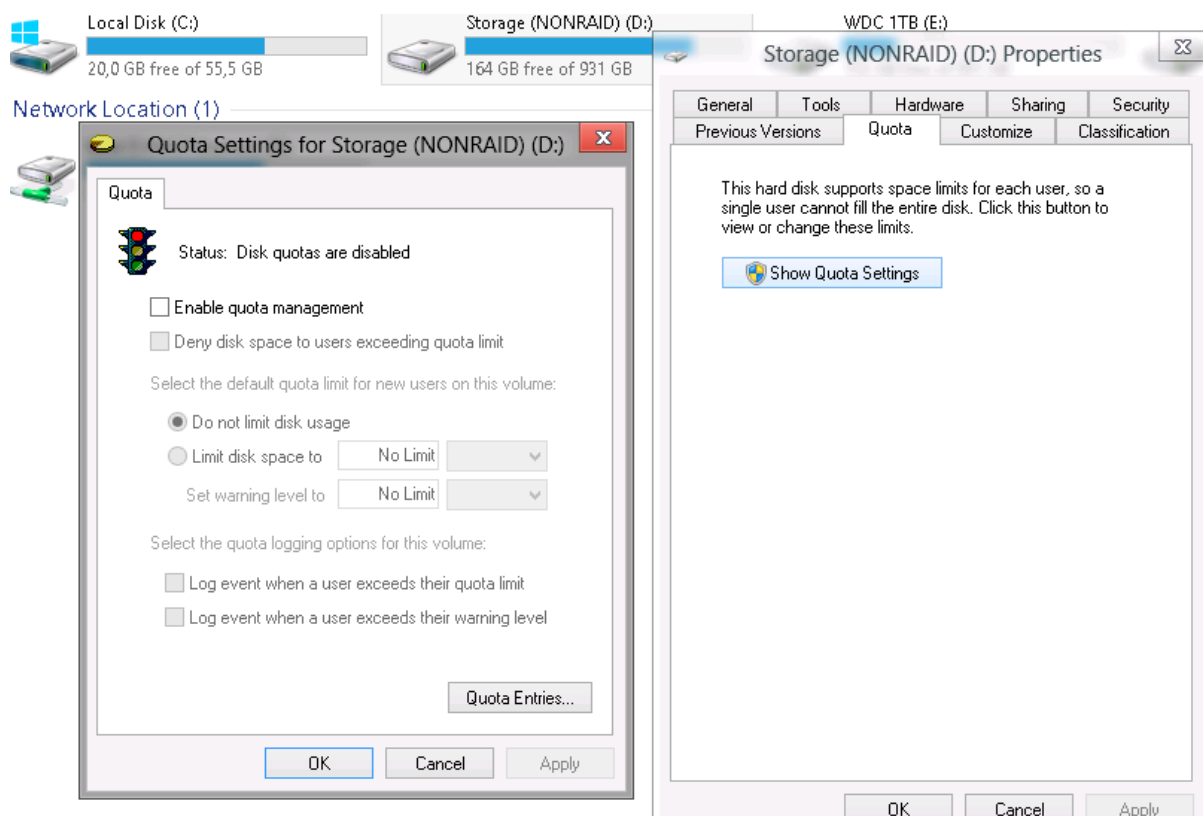 Local Disk (C:)
20,0 GB free of 55,5 GB
Storage (NONRAID) (D:)
164 GB free of 931 GB
WDC 1TB (E:)
Network Location (1)
Quota Settings for Storage (NONRAID) (D:)
Quota
Status: Disk quotas are disabled
Enable quota management
Deny disk space to users exceeding quota limit
Select the default quota limit for new users on this volume:
Do not limit disk usage
Limit disk space to No Limit
Set warning level to No Limit
Select the quota logging options for this volume:
Log event when a user exceeds their quota limit
Log event when a user exceeds their warning level
Quota Entries...
OK Cancel Apply
Storage (NONRAID) (D:) Properties
General Tools Hardware Sharing Security
Previous Versions Quota Customize Classification
This hard disk supports space limits for each user, so a
single user cannot fill the entire disk. Click this button to
view or change these limits.
Show Quota Settings
OK Cancel Apply